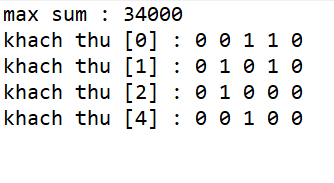 max sum : 34000
khach thu [0] : 0 0 1 1 0
khach thu [1] : 0 1 0 1 0
khach thu [2] : 0 1 0 0 0
khach thu [4] : 0 0 1 0 0